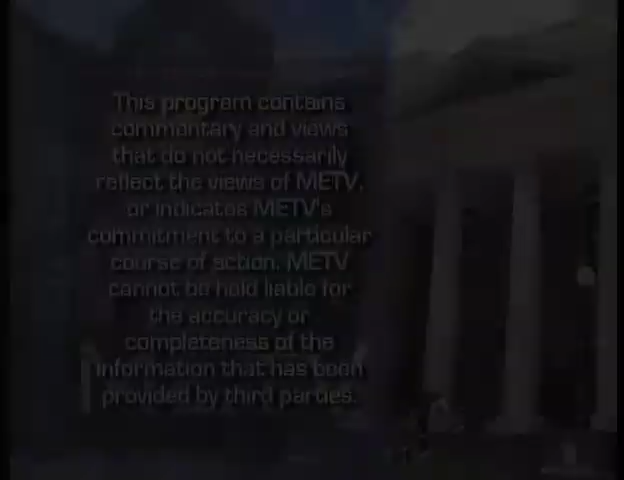 This program contains
commentary and views
that do not necessarily
reflect the views of METV,
or indicates METV's
commitment to a particular
course of action. METV
cannot be held liable for
the accuracy or
completeness of the
information that has been
provided by third parties.